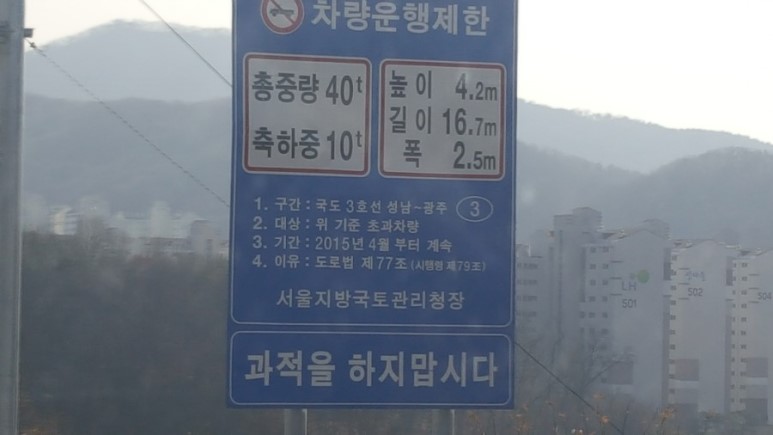 차량운행제한
총중량 40t
축하중 10t
높이 4.2m
길이 16.7m
폭 2.5m
1. 구간 : 국도 3호선 성남~광주 3
2. 대상 : 위 기준 초과차량
3. 기간 : 2015년 4월 부터 계속
4. 이유 : 도로법 제77조 (시행령 제79조)
서울지방국토관리청장
과적을 하지맙시다
LH
501
502
504